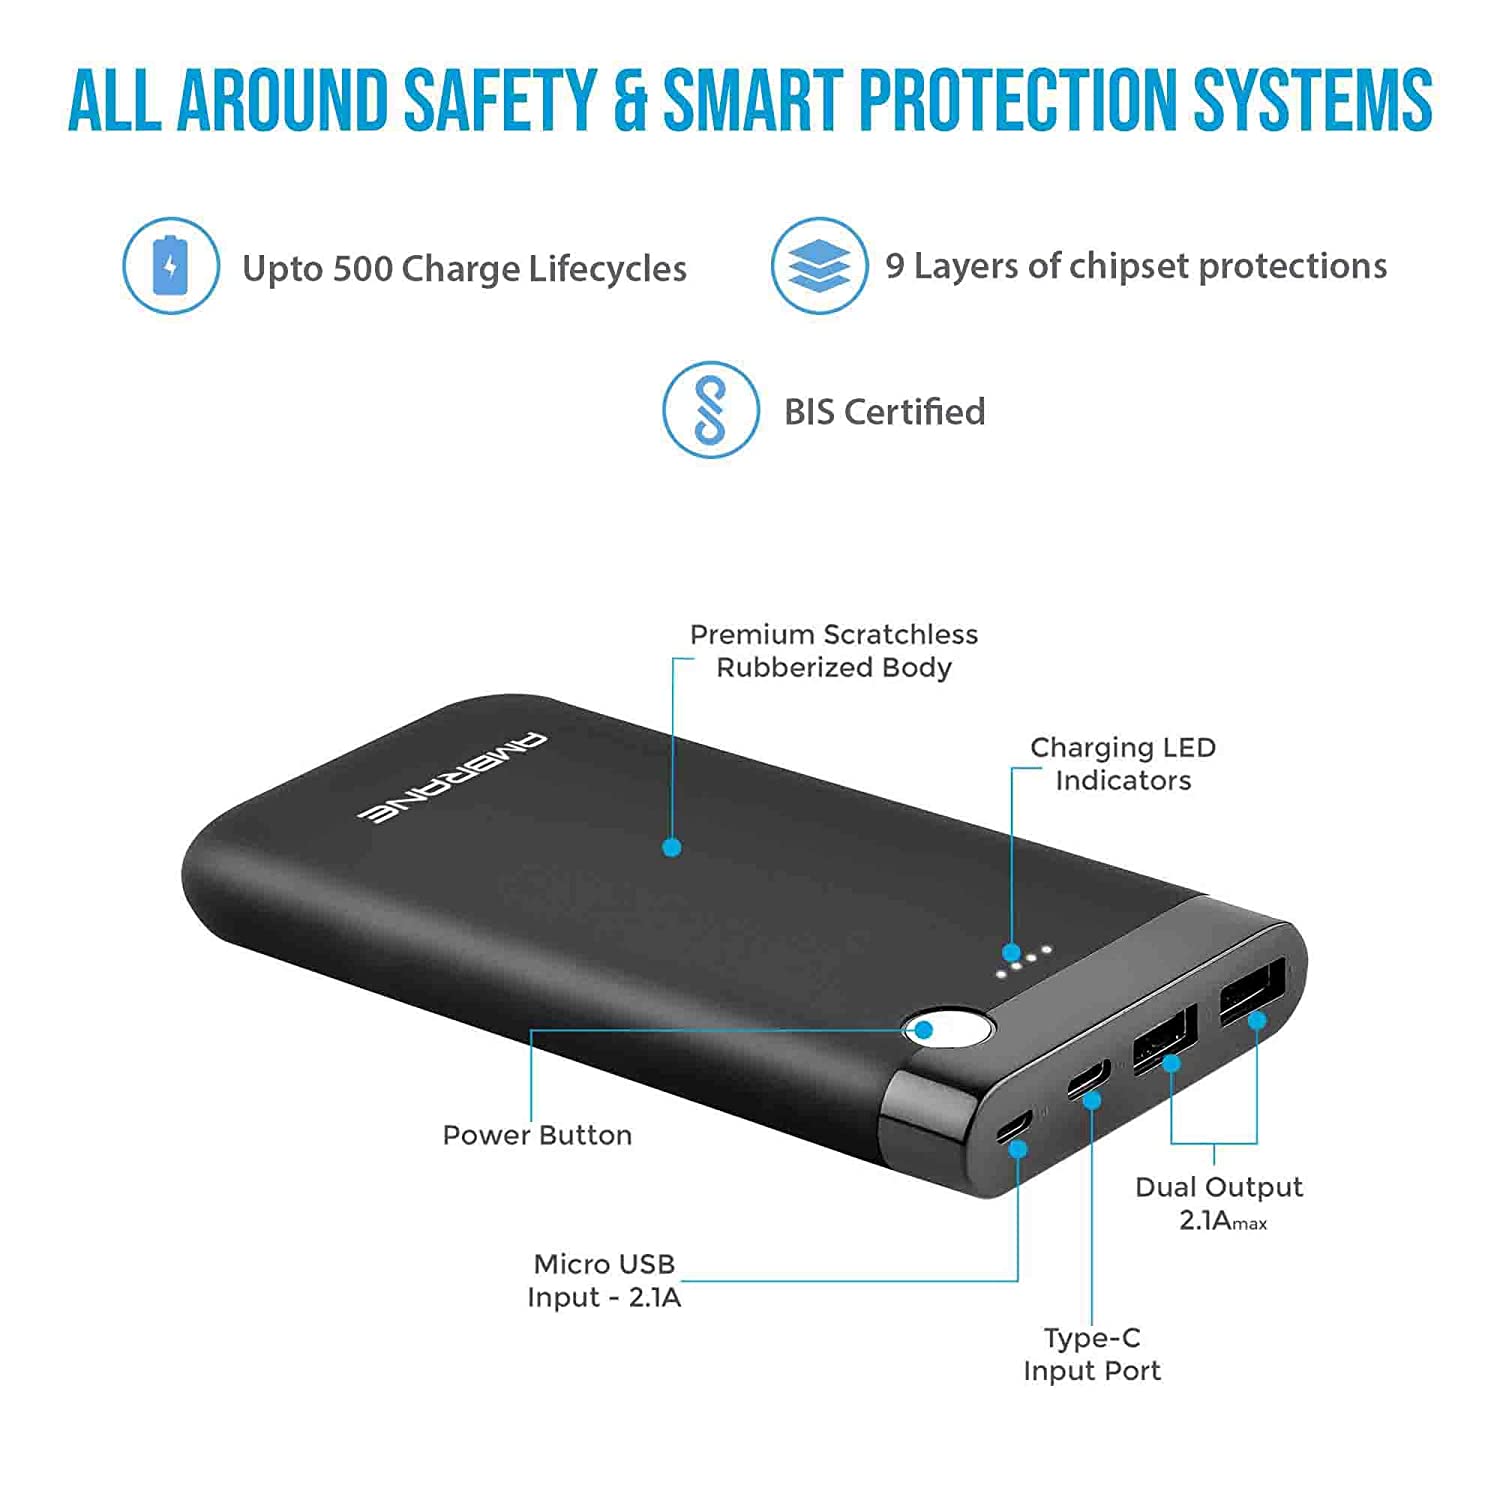 ALL AROUND SAFETY & SMART PROTECTION SYSTEMS
Upto 500 Charge Lifecycles
9 Layers of chipset protections
BIS Certified
Premium Scratchless
Rubberized Body
AMBRANE
Charging LED
Indicators
Power Button
Dual Output
2.1Amax
Micro USB
Input - 2.1A
Type-C
Input Port